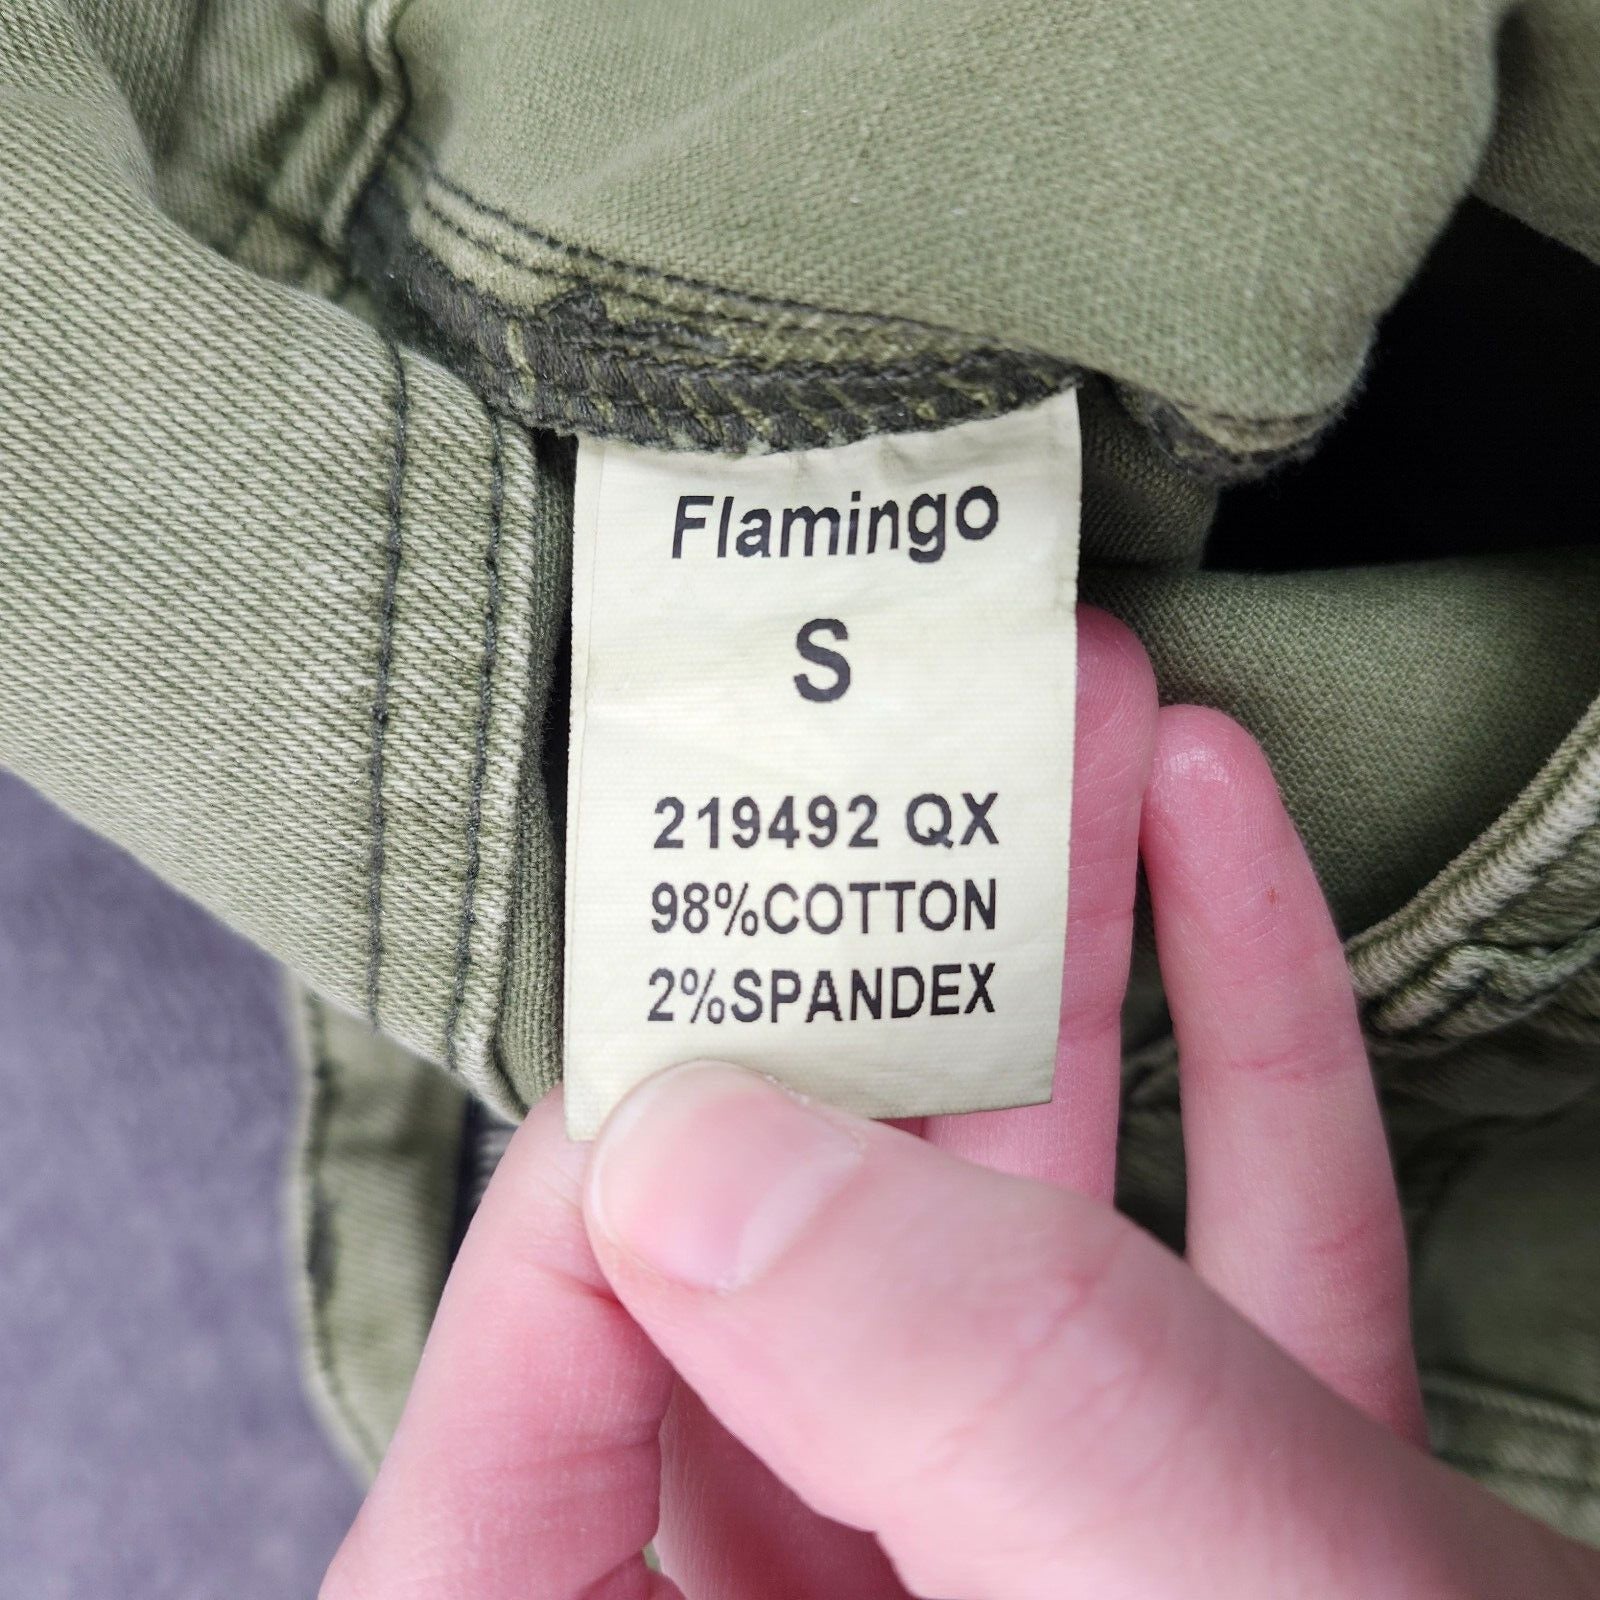 Flamingo
S
219492 QX
98%COTTON
2%SPANDEX